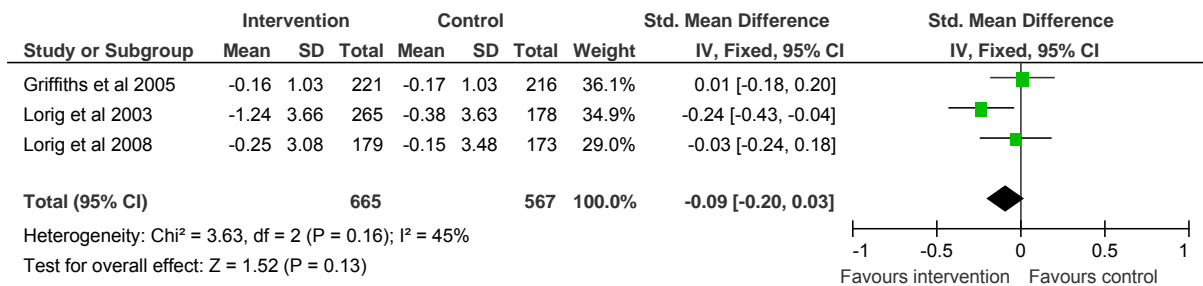 Intervention Control Std. Mean Difference Std. Mean Difference
Study or Subgroup Mean SD Total Mean SD Total Weight IV, Fixed, 95% CI IV, Fixed, 95% CI
Griffiths et al 2005 -0.16 1.03 221 -0.17 1.03 216 36.1% 0.01 [-0.18, 0.20]
Lorig et al 2003 -1.24 3.66 265 -0.38 3.63 178 34.9% -0.24 [-0.43, -0.04]
Lorig et al 2008 -0.25 3.08 179 -0.15 3.48 173 29.0% -0.03 [-0.24, 0.18]
Total (95% CI) 665 567 100.0% -0.09 [-0.20, 0.03]
Heterogeneity: Chi² = 3.63, df = 2 (P = 0.16); I² = 45%
Test for overall effect: Z = 1.52 (P = 0.13)
-1 -0.5 0 0.5 1
Favours intervention Favours control